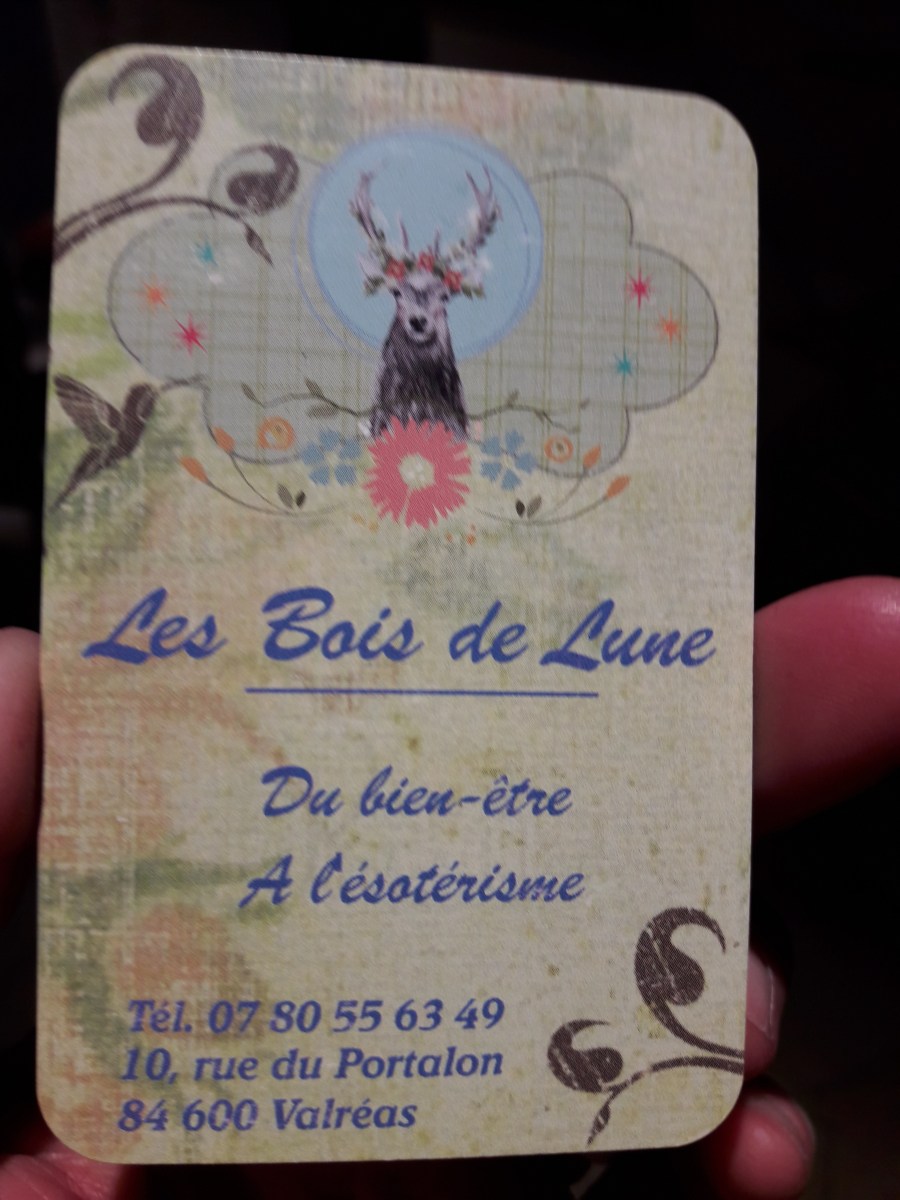 Les Bois de Lune
Du bien-être
A l'ésotérisme
Tél. 07 80 55 63 49
10, rue du Portalon
84 600 Valréas